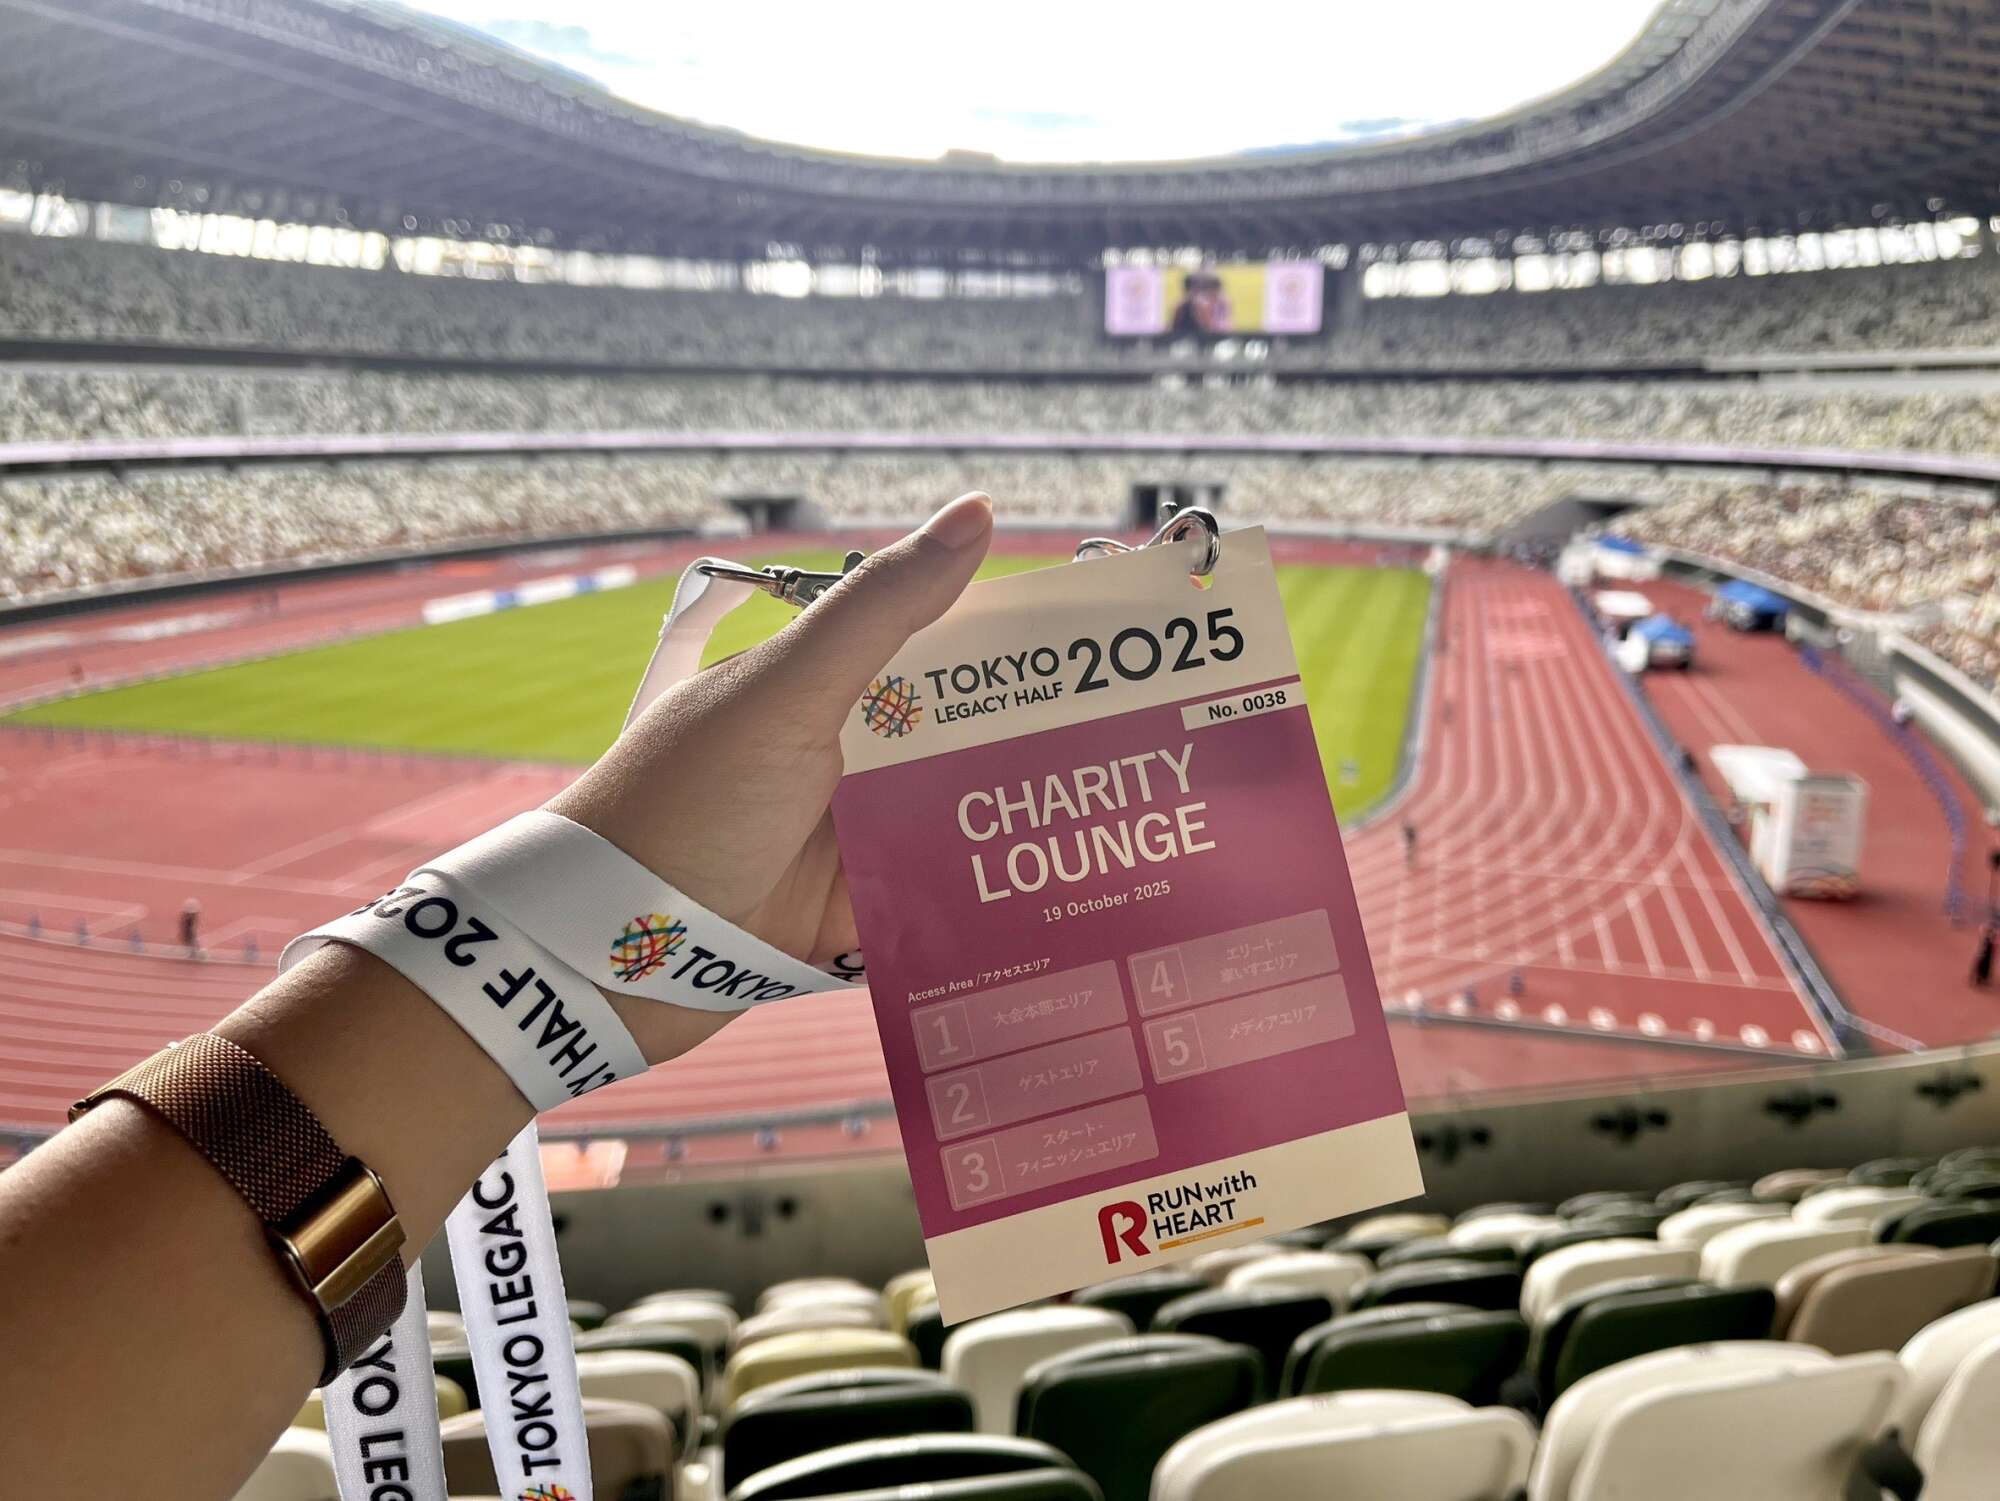 TOKYO
LEGACY HALF
2025
No. 0038
CHARITY
LOUNGE
19 October 2025
Access Area / アクセスエリア
1 大会本部エリア
2 ゲストエリア
3 スタート・
フィニッシュエリア
4 エリート・
車いすエリア
5 メディアエリア
RUN with
HEART
HALF 202
TOKYO
TOKYO LEGAC
KYO LEG